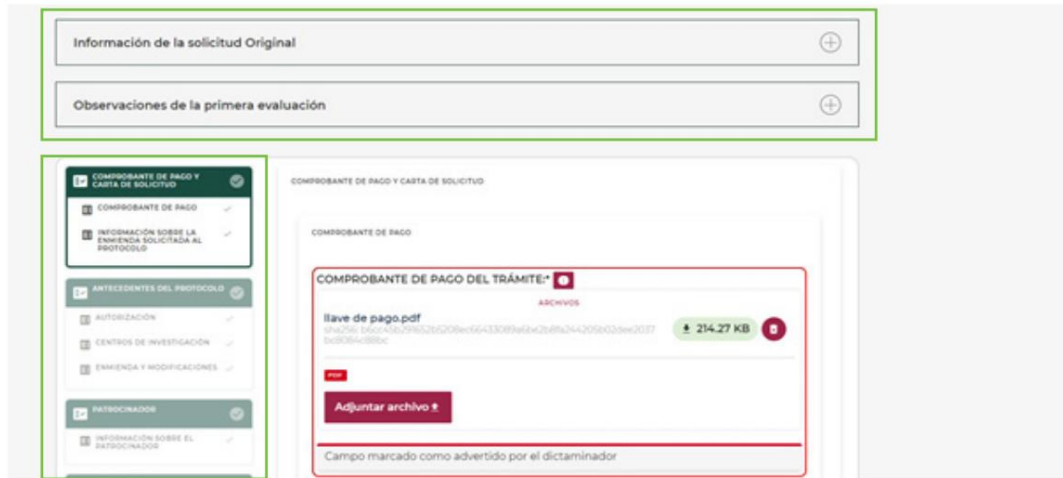 Información de la solicitud Original
Observaciones de la primera evaluación
COMPROBANTE DE PAGO Y
CARTA DE SOLICITUD
COMPROBANTE DE PAGO
INFORMACIÓN SOBRE LA
ENMIENDA SOLICITADA AL
PROTOCOLO
ANTECEDENTES DEL PROTOCOLO
AUTORIZACIÓN
CENTROS DE INVESTIGACIÓN
ENMIENDA Y MODIFICACIONES
PATROCINADOR
INFORMACIÓN SOBRE EL
PATROCINADOR
COMPROBANTE DE PAGO Y CARTA DE SOLICITUD
COMPROBANTE DE PAGO
COMPROBANTE DE PAGO DEL TRÁMITE:*
ARCHIVOS
llave de pago.pdf
sha256:
214.27 KB
PDF
Adjuntar archivo
Campo marcado como advertido por el dictaminador